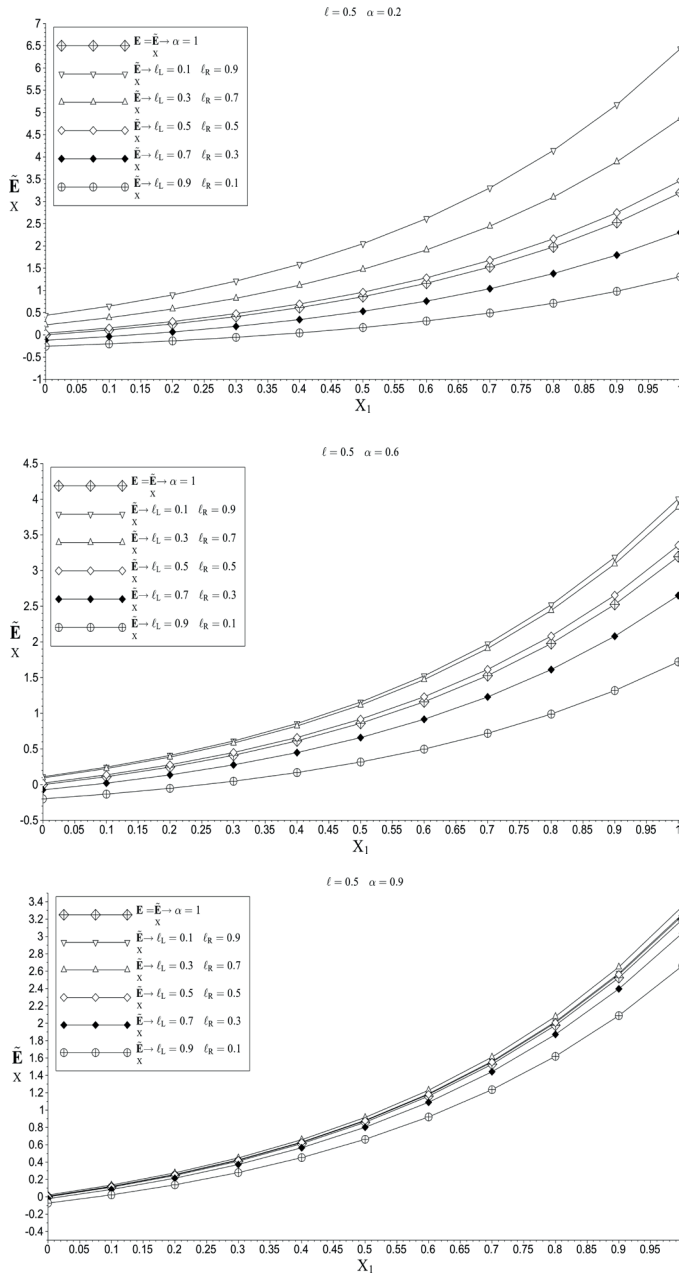 ℓ = 0.5 α = 0.2
7
6.5
6
5.5
5
4.5
4
3.5
3
2.5
2
1.5
1
0.5
0
-0.5
-1
Ẽ
X
E = Ẽ → α = 1
X
Ẽ → ℓL = 0.1 ℓR = 0.9
X
Ẽ → ℓL = 0.3 ℓR = 0.7
X
Ẽ → ℓL = 0.5 ℓR = 0.5
X
Ẽ → ℓL = 0.7 ℓR = 0.3
X
Ẽ → ℓL = 0.9 ℓR = 0.1
X
0 0.05 0.1 0.15 0.2 0.25 0.3 0.35 0.4 0.45 0.5 0.55 0.6 0.65 0.7 0.75 0.8 0.85 0.9 0.95 1
X1
ℓ = 0.5 α = 0.6
4.5
4
3.5
3
2.5
2
1.5
1
0.5
0
-0.5
Ẽ
X
E = Ẽ → α = 1
X
Ẽ → ℓL = 0.1 ℓR = 0.9
X
Ẽ → ℓL = 0.3 ℓR = 0.7
X
Ẽ → ℓL = 0.5 ℓR = 0.5
X
Ẽ → ℓL = 0.7 ℓR = 0.3
X
Ẽ → ℓL = 0.9 ℓR = 0.1
X
0 0.05 0.1 0.15 0.2 0.25 0.3 0.35 0.4 0.45 0.5 0.55 0.6 0.65 0.7 0.75 0.8 0.85 0.9 0.95 1
X1
ℓ = 0.5 α = 0.9
3.4
3.2
3
2.8
2.6
2.4
2.2
2
1.8
1.6
1.4
1.2
1
0.8
0.6
0.4
0.2
0
-0.2
-0.4
Ẽ
X
E = Ẽ → α = 1
X
Ẽ → ℓL = 0.1 ℓR = 0.9
X
Ẽ → ℓL = 0.3 ℓR = 0.7
X
Ẽ → ℓL = 0.5 ℓR = 0.5
X
Ẽ → ℓL = 0.7 ℓR = 0.3
X
Ẽ → ℓL = 0.9 ℓR = 0.1
X
0 0.05 0.1 0.15 0.2 0.25 0.3 0.35 0.4 0.45 0.5 0.55 0.6 0.65 0.7 0.75 0.8 0.85 0.9 0.95 1
X1